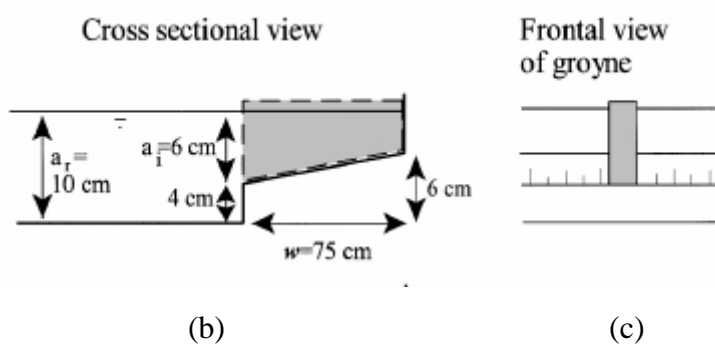 Cross sectional view
Frontal view
of groyne
a_r=
10 cm
a_i=6 cm
4 cm
6 cm
w=75 cm
(b)
(c)